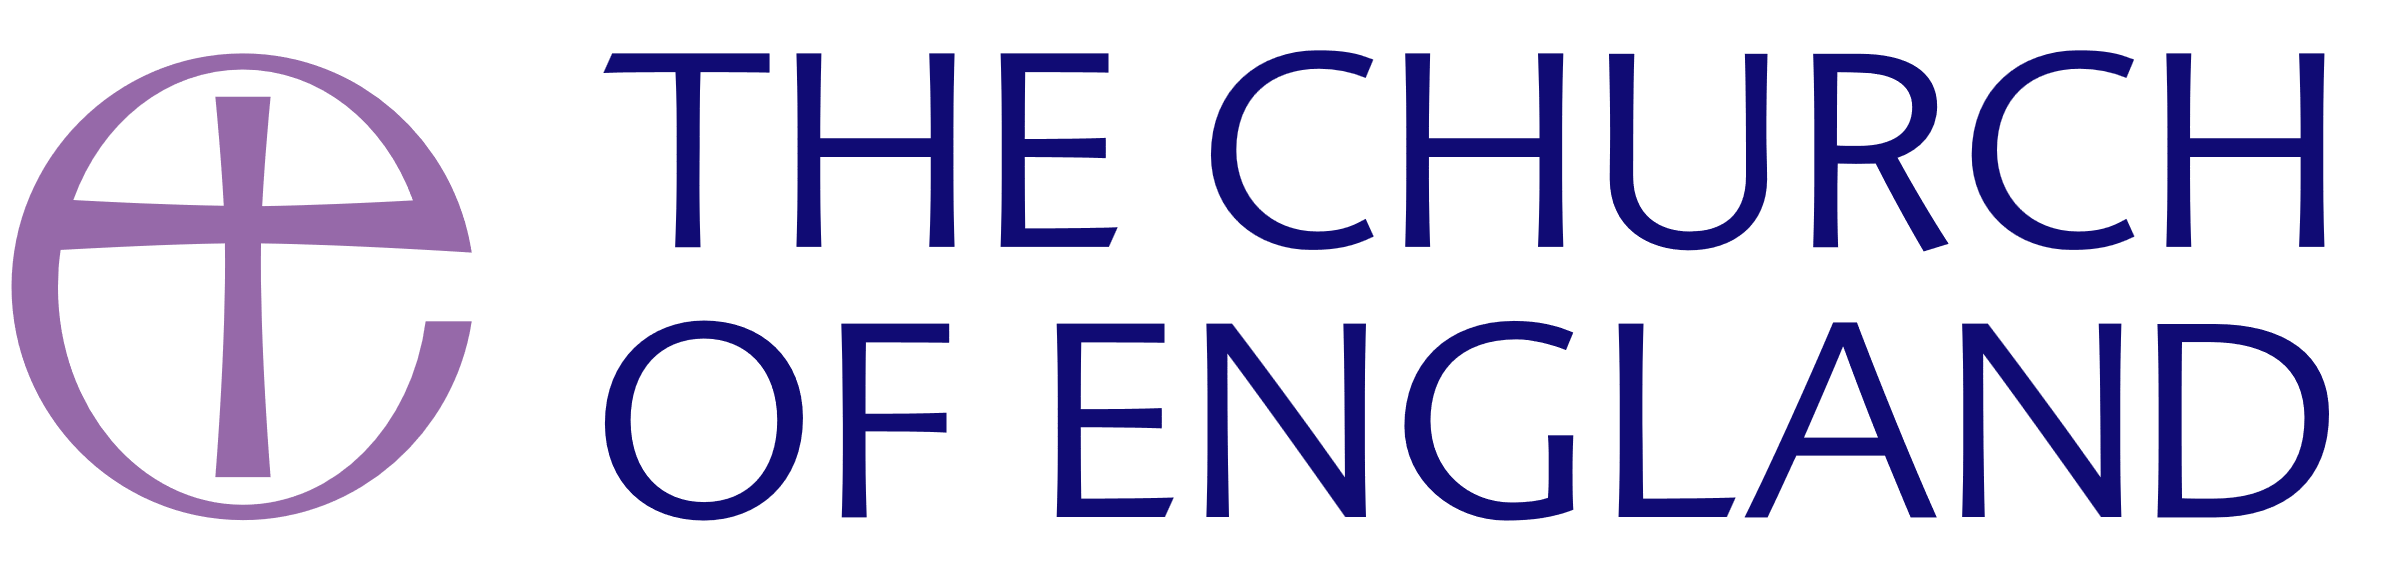 THE CHURCH
OF ENGLAND